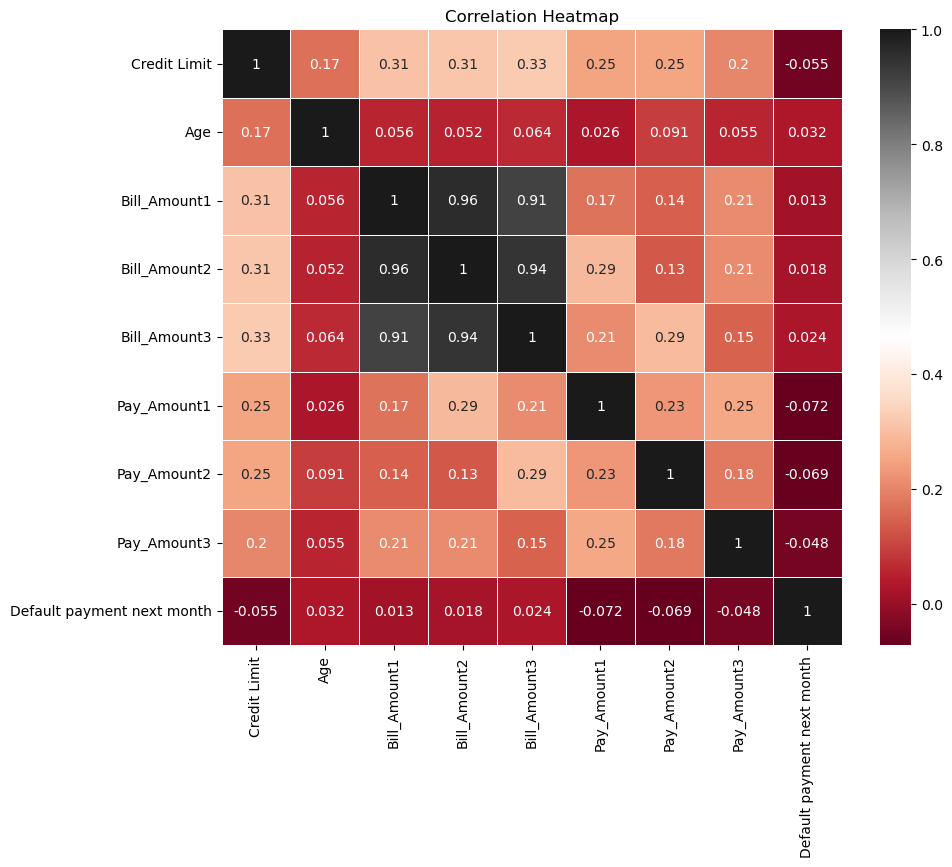 Correlation Heatmap
Credit Limit 1 0.17 0.31 0.31 0.33 0.25 0.25 0.2 -0.055
Age 0.17 1 0.056 0.052 0.064 0.026 0.091 0.055 0.032
Bill_Amount1 0.31 0.056 1 0.96 0.91 0.17 0.14 0.21 0.013
Bill_Amount2 0.31 0.052 0.96 1 0.94 0.29 0.13 0.21 0.018
Bill_Amount3 0.33 0.064 0.91 0.94 1 0.21 0.29 0.15 0.024
Pay_Amount1 0.25 0.026 0.17 0.29 0.21 1 0.23 0.25 -0.072
Pay_Amount2 0.25 0.091 0.14 0.13 0.29 0.23 1 0.18 -0.069
Pay_Amount3 0.2 0.055 0.21 0.21 0.15 0.25 0.18 1 -0.048
Default payment next month -0.055 0.032 0.013 0.018 0.024 -0.072 -0.069 -0.048 1
Credit Limit
Age
Bill_Amount1
Bill_Amount2
Bill_Amount3
Pay_Amount1
Pay_Amount2
Pay_Amount3
Default payment next month
1.0
0.8
0.6
0.4
0.2
0.0